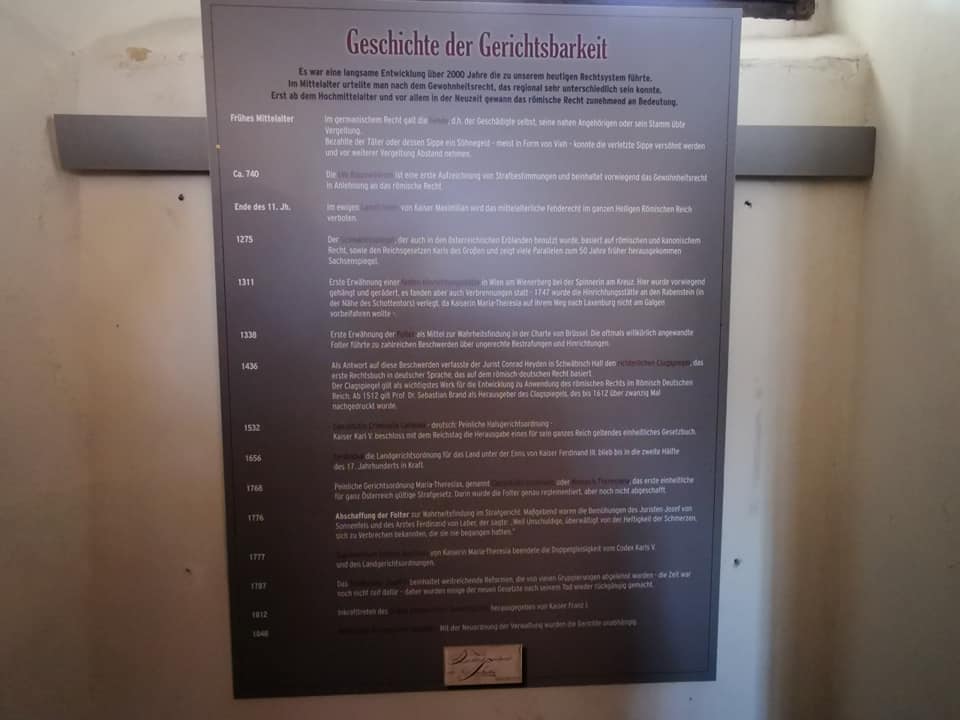 Geschichte der Gerichtsbarkeit
Es war eine langsame Entwicklung über 2000 Jahre die zu unserem heutigen Rechtsystem führte.
Im Mittelalter urteilte man nach dem Gewohnheitsrecht, das regional sehr unterschiedlich sein konnte.
Erst ab dem Hochmittelalter und vor allem in der Neuzeit gewann das römische Recht zunehmend an Bedeutung.
Frühes Mittelalter Im germanischem Recht galt die , d.h. der Geschädigte selbst, seine nahen Angehörigen oder sein Stamm übte
Vergeltung.
Bezahlte der Täter oder dessen Sippe ein Sühnegeld - meist in Form von Vieh - konnte die verletzte Sippe versöhnt werden
und von weiterer Vergeltung Abstand nehmen.
Ca. 740 Die ist eine erste Aufzeichnung von Strafbestimmungen und beinhaltet vorwiegend das Gewohnheitsrecht
in Anlehnung an das römische Recht.
Ende des 11. Jh. Im ewigen von Kaiser Maximilian wird das mittelalterliche Fehderecht im ganzen Heiligen Römischen Reich
verboten.
1275 Der , der auch in den österreichischen Erblanden benutzt wurde, basiert auf römischen und kanonischem
Recht, sowie den Reichsgesetzen Karls des Großen und zeigt viele Parallelen zum 50 Jahre früher herausgekommen
Sachsenspiegel.
1311 Erste Erwähnung einer in Wien am Wienerberg bei der Spinnerin am Kreuz. Hier wurde vorwiegend
gehängt und gerädert, es fanden aber auch Verbrennungen statt - 1747 wurde die Hinrichtungsstätte an den Rabenstein (in
der Nähe des Schottentors) verlegt, da Kaiserin Maria-Theresia auf ihrem Weg nach Laxenburg nicht am Galgen
vorbeifahren wollte -.
1338 Erste Erwähnung der Folter als Mittel zur Wahrheitsfindung in der Charte von Brüssel. Die oftmals willkürlich angewandte
Folter führte zu zahlreichen Beschwerden über ungerechte Bestrafungen und Hinrichtungen.
1436 Als Antwort auf diese Beschwerden verfasste der Jurist Conrad Heyden in Schwäbisch Hall den richterlichen Clagspiegel, das
erste Rechtsbuch in deutscher Sprache, das auf dem römisch-deutschen Recht basiert.
Der Clagspiegel gilt als wichtigstes Werk für die Entwicklung zu Anwendung des römischen Rechts im Römisch Deutschen
Reich. Ab 1512 gilt Prof. Dr. Sebastian Brand als Herausgeber des Clagspiegels, des bis 1612 über zwanzig Mal
nachgedruckt wurde.
1532 - deutsch: Peinliche Halsgerichtsordnung -
Kaiser Karl V. beschloss mit dem Reichstag die Herausgabe eines für sein ganzes Reich geltendes einheitliches Gesetzbuch.
1656 die Landgerichtsordnung für das Land unter der Enns von Kaiser Ferdinand III. blieb bis in die zweite Hälfte
des 17. Jahrhunderts in Kraft.
1768 Peinliche Gerichtsordnung Maria-Theresias, genannt oder , das erste einheitliche
für ganz Österreich gültige Strafgesetz. Darin wurde die Folter genau reglementiert, aber noch nicht abgeschafft.
1776 Abschaffung der Folter zur Wahrheitsfindung im Strafgericht. Maßgebend waren die Bemühungen des Juristen Josef von
Sonnenfels und des Arztes Ferdinand von Leber, der sagte: „Weil Unschuldige, überwältigt von der Heftigkeit der Schmerzen,
sich zu Verbrechen bekannten, die sie nie begangen hatten."
1777 von Kaiserin Maria-Theresia beendete die Doppelgleisigkeit vom Codex Karls V.
und den Landgerichtsordnungen.
1787 Das beinhaltet weitreichende Reformen, die von vielen Gruppierungen abgelehnt wurden - die Zeit war
noch nicht reif dafür - daher wurden einige der neuen Gesetze nach seinem Tod wieder rückgängig gemacht.
1812 Inkrafttreten des herausgegeben von Kaiser Franz I.
1848 Mit der Neuordnung der Verwaltung wurden die Gerichte unabhängig.